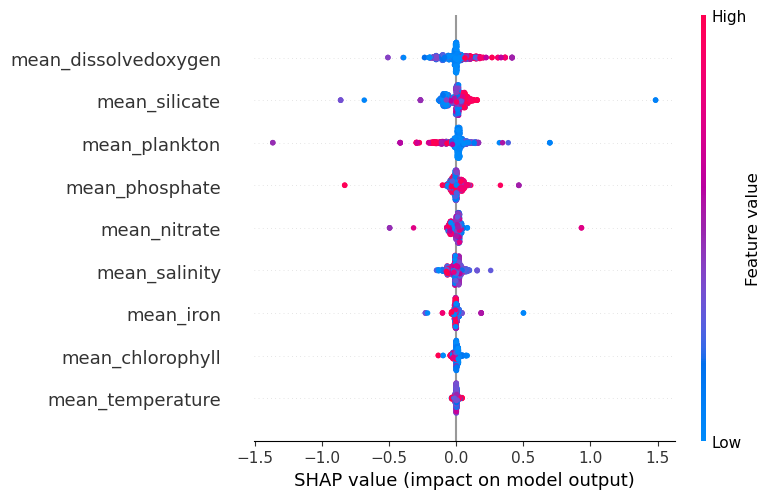 High
mean_dissolvedoxygen
mean_silicate
mean_plankton
mean_phosphate
mean_nitrate
mean_salinity
mean_iron
mean_chlorophyll
mean_temperature
Feature value
Low
−1.5 −1.0 −0.5 0.0 0.5 1.0 1.5
SHAP value (impact on model output)